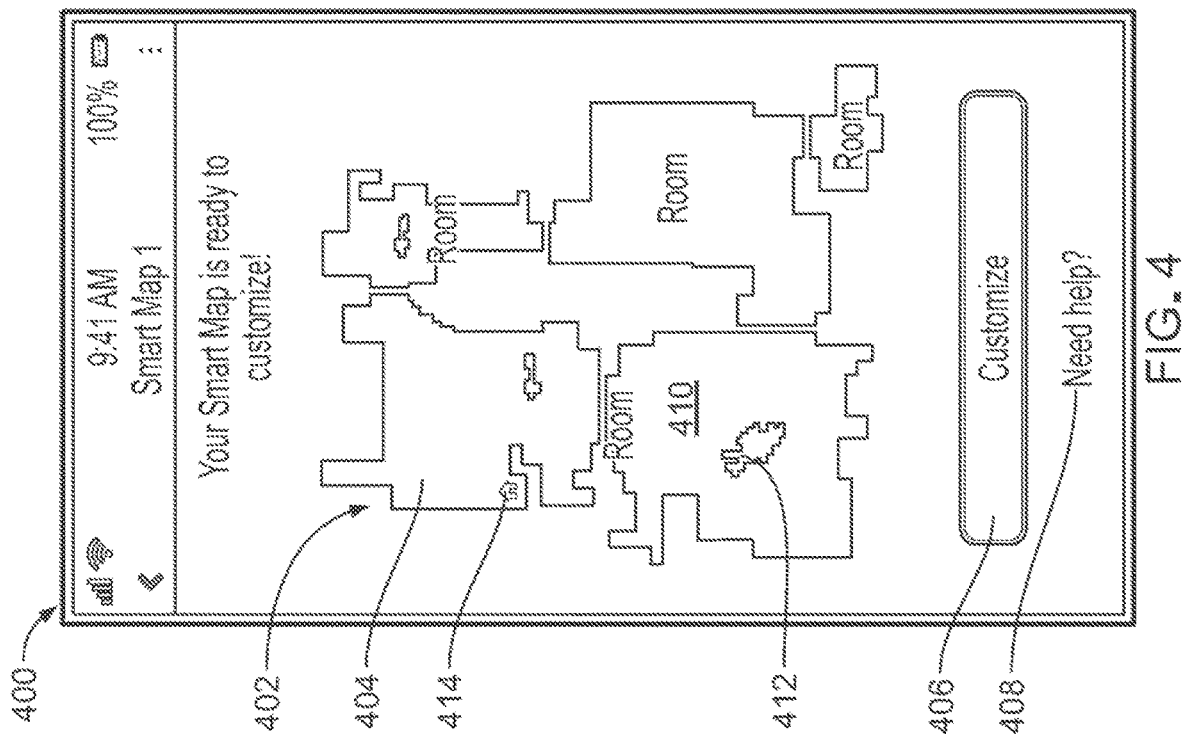 400
9:41 AM
100%
Smart Map 1
Your Smart Map is ready to
customize!
402
404
414
Room
Room
Room
410
Room
412
406
Customize
408
Need help?
FIG. 4